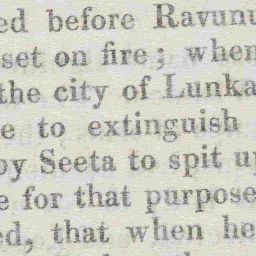 ed before Ravunu
set on fire; when
the city of Lunka
e to extinguish
by Seeta to spit u
e for that purpose
ed, that when he